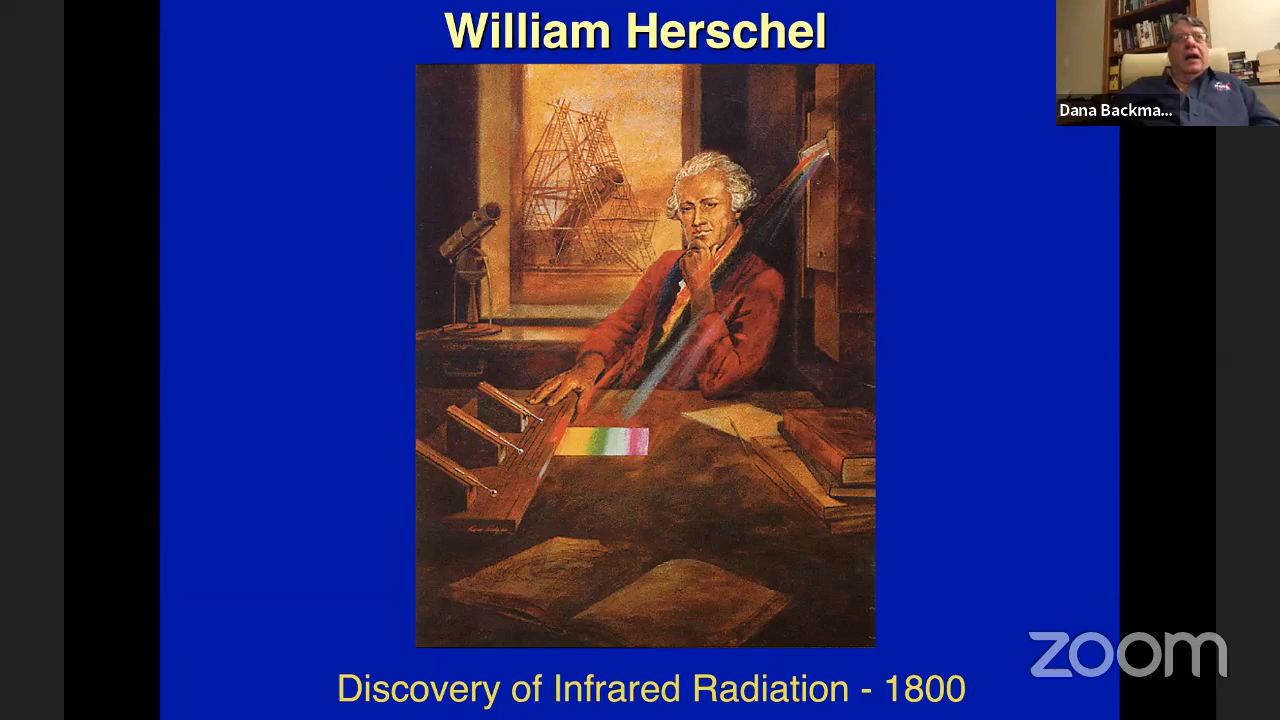 William Herschel
Dana Backma...
Discovery of Infrared Radiation - 1800
zoom